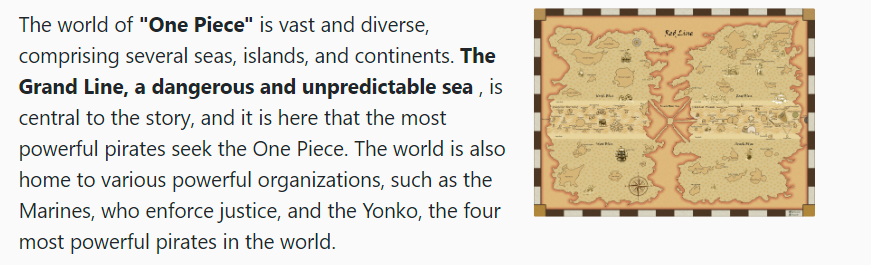 The world of "One Piece" is vast and diverse,
comprising several seas, islands, and continents. The
Grand Line, a dangerous and unpredictable sea , is
central to the story, and it is here that the most
powerful pirates seek the One Piece. The world is also
home to various powerful organizations, such as the
Marines, who enforce justice, and the Yonko, the four
most powerful pirates in the world.
Red Line